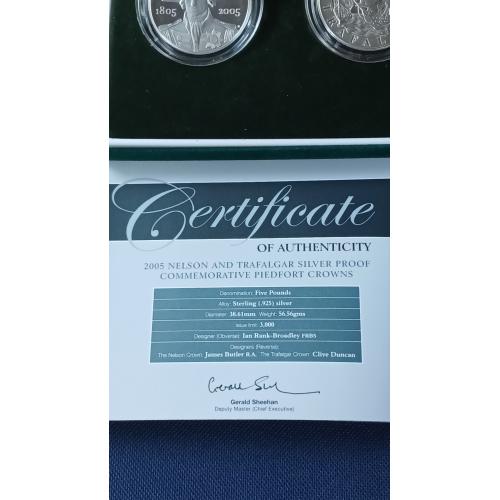 1805 2005
TRAFAL
Certificate
OF AUTHENTICITY
2005 NELSON AND TRAFALGAR SILVER PROOF
COMMEMORATIVE PIEDFORT CROWNS
Denomination: Five Pounds
Alloy: Sterling (.925) silver
Diameter: 38.61mm Weight: 56.56gms
Issue limit: 3,000
Designer (Obverse): Ian Rank-Broadley FRBS
Designers (Reverse):
The Nelson Crown: James Butler R.A. The Trafalgar Crown: Clive Duncan
Gerald Sheehan
Deputy Master (Chief Executive)